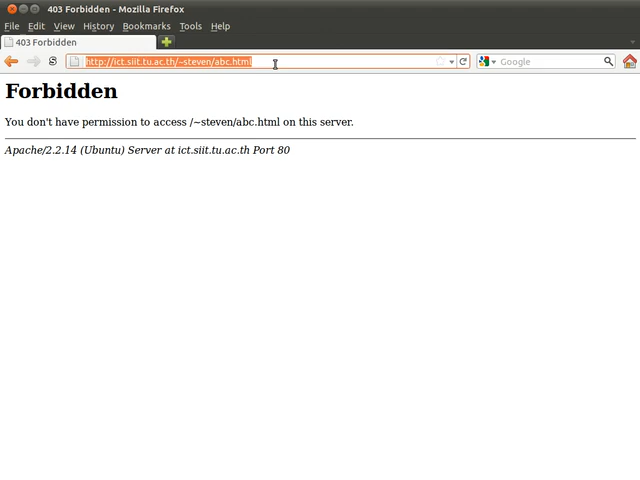 403 Forbidden - Mozilla Firefox
File Edit View History Bookmarks Tools Help
403 Forbidden
S http://ict.siit.tu.ac.th/~steven/abc.html Google
Forbidden
You don't have permission to access /~steven/abc.html on this server.
Apache/2.2.14 (Ubuntu) Server at ict.siit.tu.ac.th Port 80